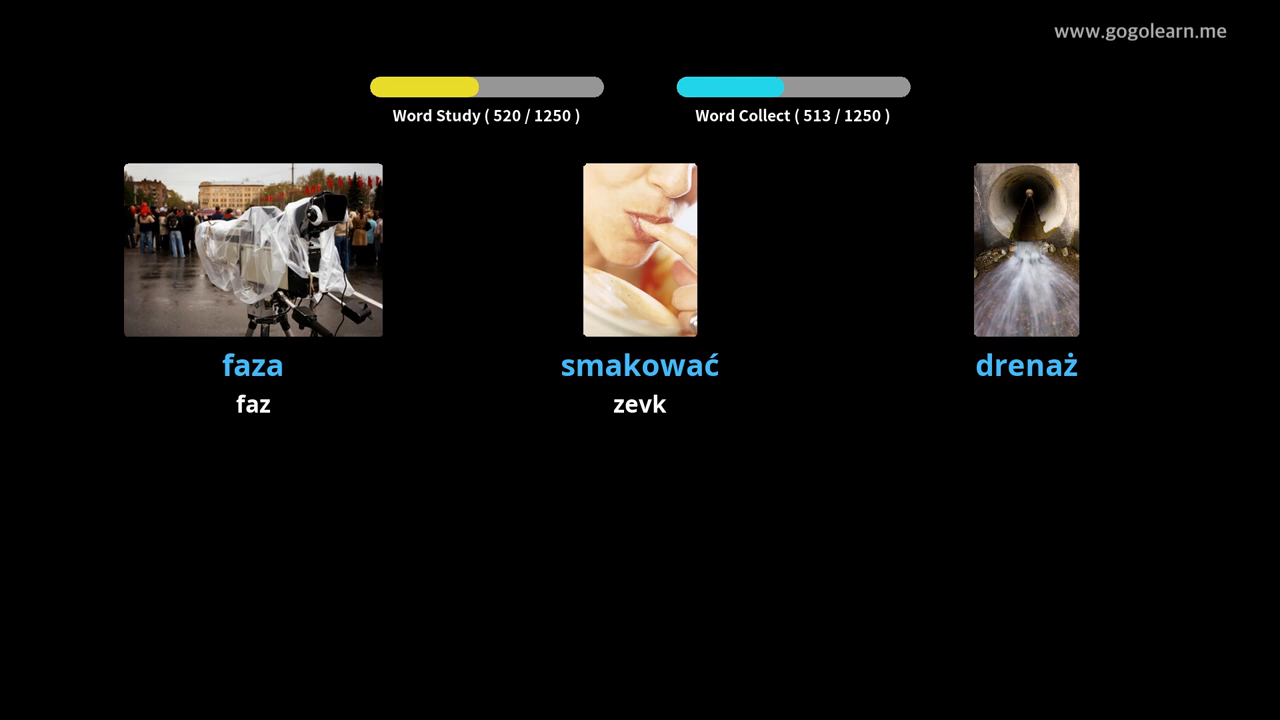 www.gogolearn.me
Word Study ( 520 / 1250 )
Word Collect ( 513 / 1250 )
faza
smakować
drenaż
faz
zevk